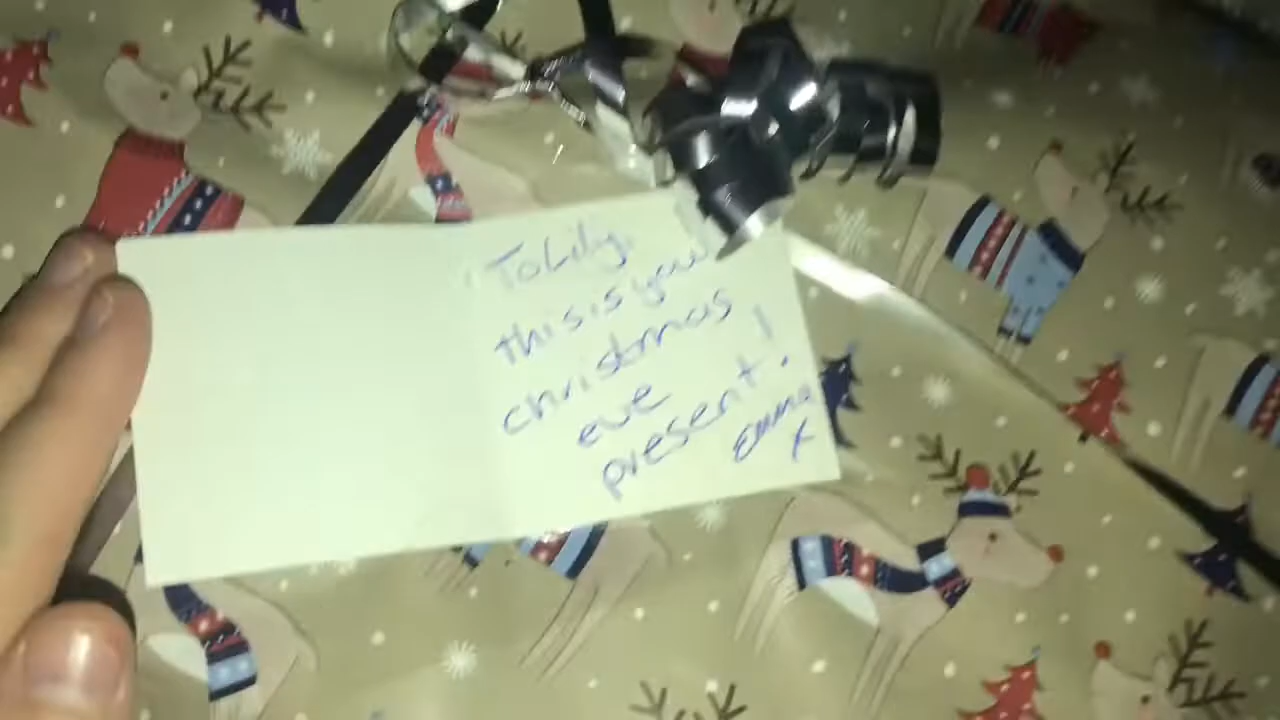 To Lily,
this is your
christmas
eve
present!
Emma
x